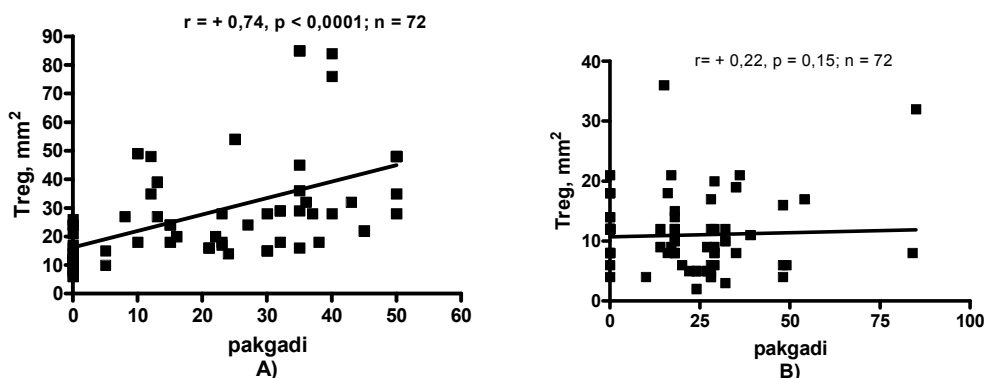 r = + 0,74, p < 0,0001; n = 72
Treg, mm²
90
80
70
60
50
40
30
20
10
0
0 10 20 30 40 50 60
pakgadi
A)
r= + 0,22, p = 0,15; n = 72
Treg, mm²
40
30
20
10
0
0 25 50 75 100
pakgadi
B)